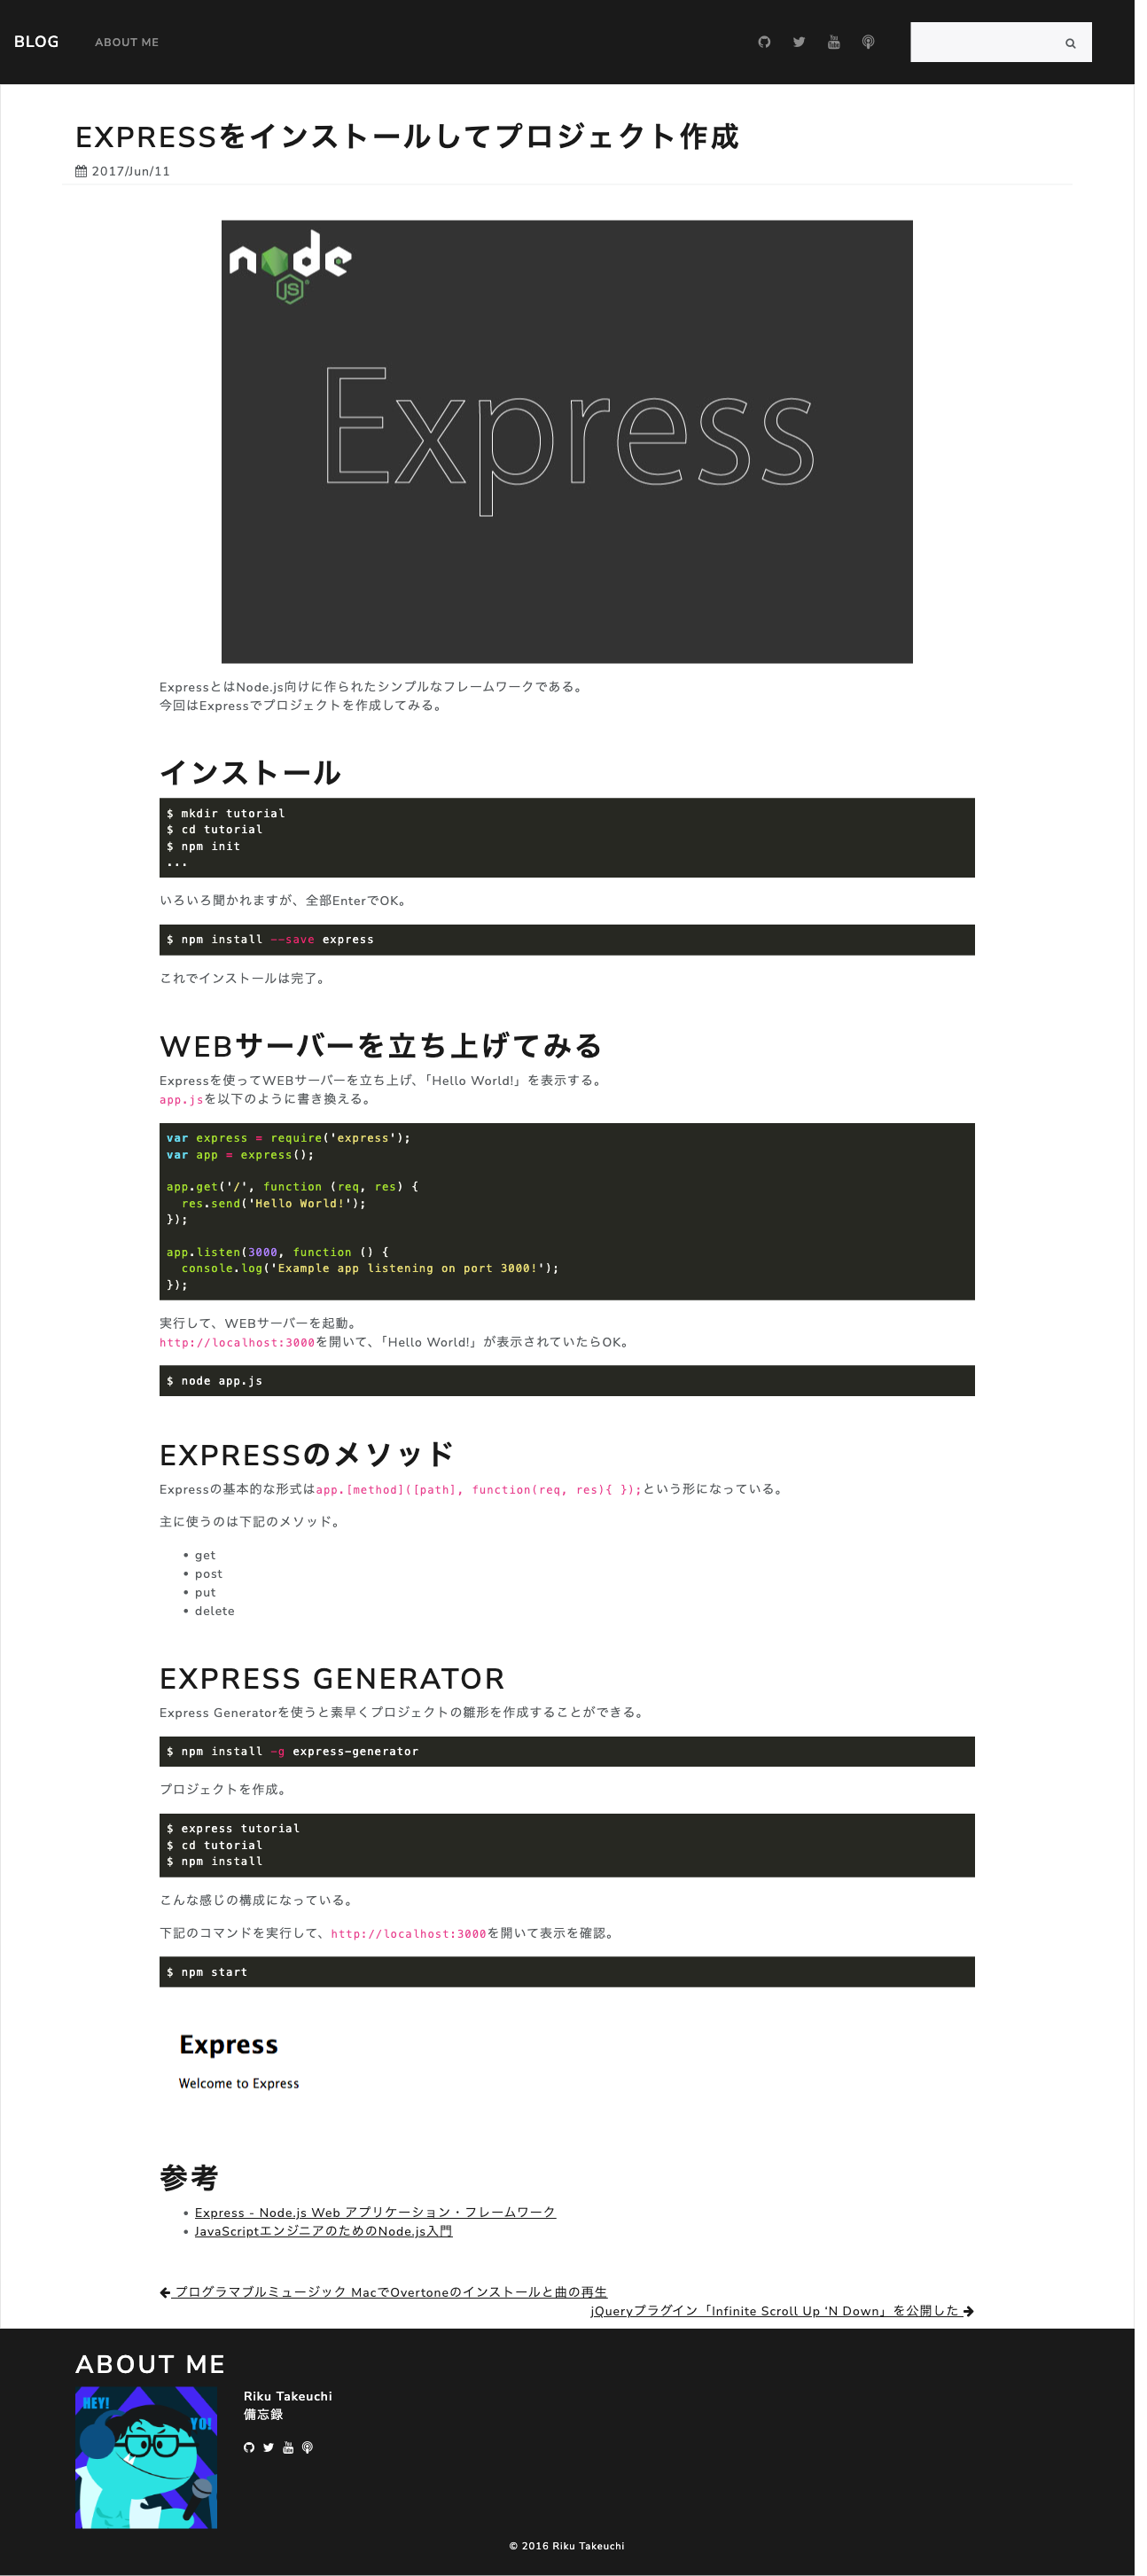 BLOG ABOUT ME
EXPRESSをインストールしてプロジェクト作成
2017/Jun/11
node
JS
Express
ExpressとはNode.js向けに作られたシンプルなフレームワークである。
今回はExpressでプロジェクトを作成してみる。
インストール
$ mkdir tutorial
$ cd tutorial
$ npm init
...
いろいろ聞かれますが、全部EnterでOK。
$ npm install --save express
これでインストールは完了。
WEBサーバーを立ち上げてみる
Expressを使ってWEBサーバーを立ち上げ、「Hello World!」を表示する。
app.jsを以下のように書き換える。
var express = require('express');
var app = express();
app.get('/', function (req, res) {
  res.send('Hello World!');
});
app.listen(3000, function () {
  console.log('Example app listening on port 3000!');
});
実行して、WEBサーバーを起動。
http://localhost:3000を開いて、「Hello World!」が表示されていたらOK。
$ node app.js
EXPRESSのメソッド
Expressの基本的な形式はapp.[method]([path], function(req, res){ });という形になっている。
主に使うのは下記のメソッド。
• get
• post
• put
• delete
EXPRESS GENERATOR
Express Generatorを使うと素早くプロジェクトの雛形を作成することができる。
$ npm install -g express-generator
プロジェクトを作成。
$ express tutorial
$ cd tutorial
$ npm install
こんな感じの構成になっている。
下記のコマンドを実行して、http://localhost:3000を開いて表示を確認。
$ npm start
Express
Welcome to Express
参考
• Express - Node.js Web アプリケーション・フレームワーク
• JavaScriptエンジニアのためのNode.js入門
プログラマブルミュージック MacでOvertoneのインストールと曲の再生
jQueryプラグイン「Infinite Scroll Up 'N Down」を公開した
ABOUT ME
HEY!
YO!
Riku Takeuchi
備忘録
© 2016 Riku Takeuchi